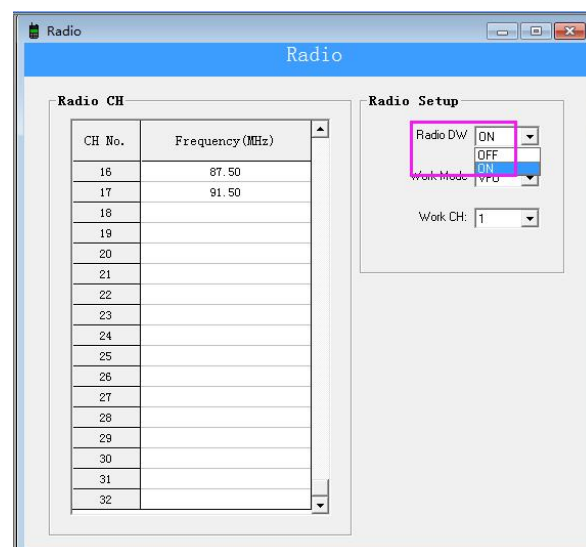 Radio
Radio
Radio CH
CH No. Frequency(MHz)
16 87.50
17 91.50
18
19
20
21
22
23
24
25
26
27
28
29
30
31
32
Radio Setup
Radio DW ON
OFF
ON
Work Mode
Work CH: 1